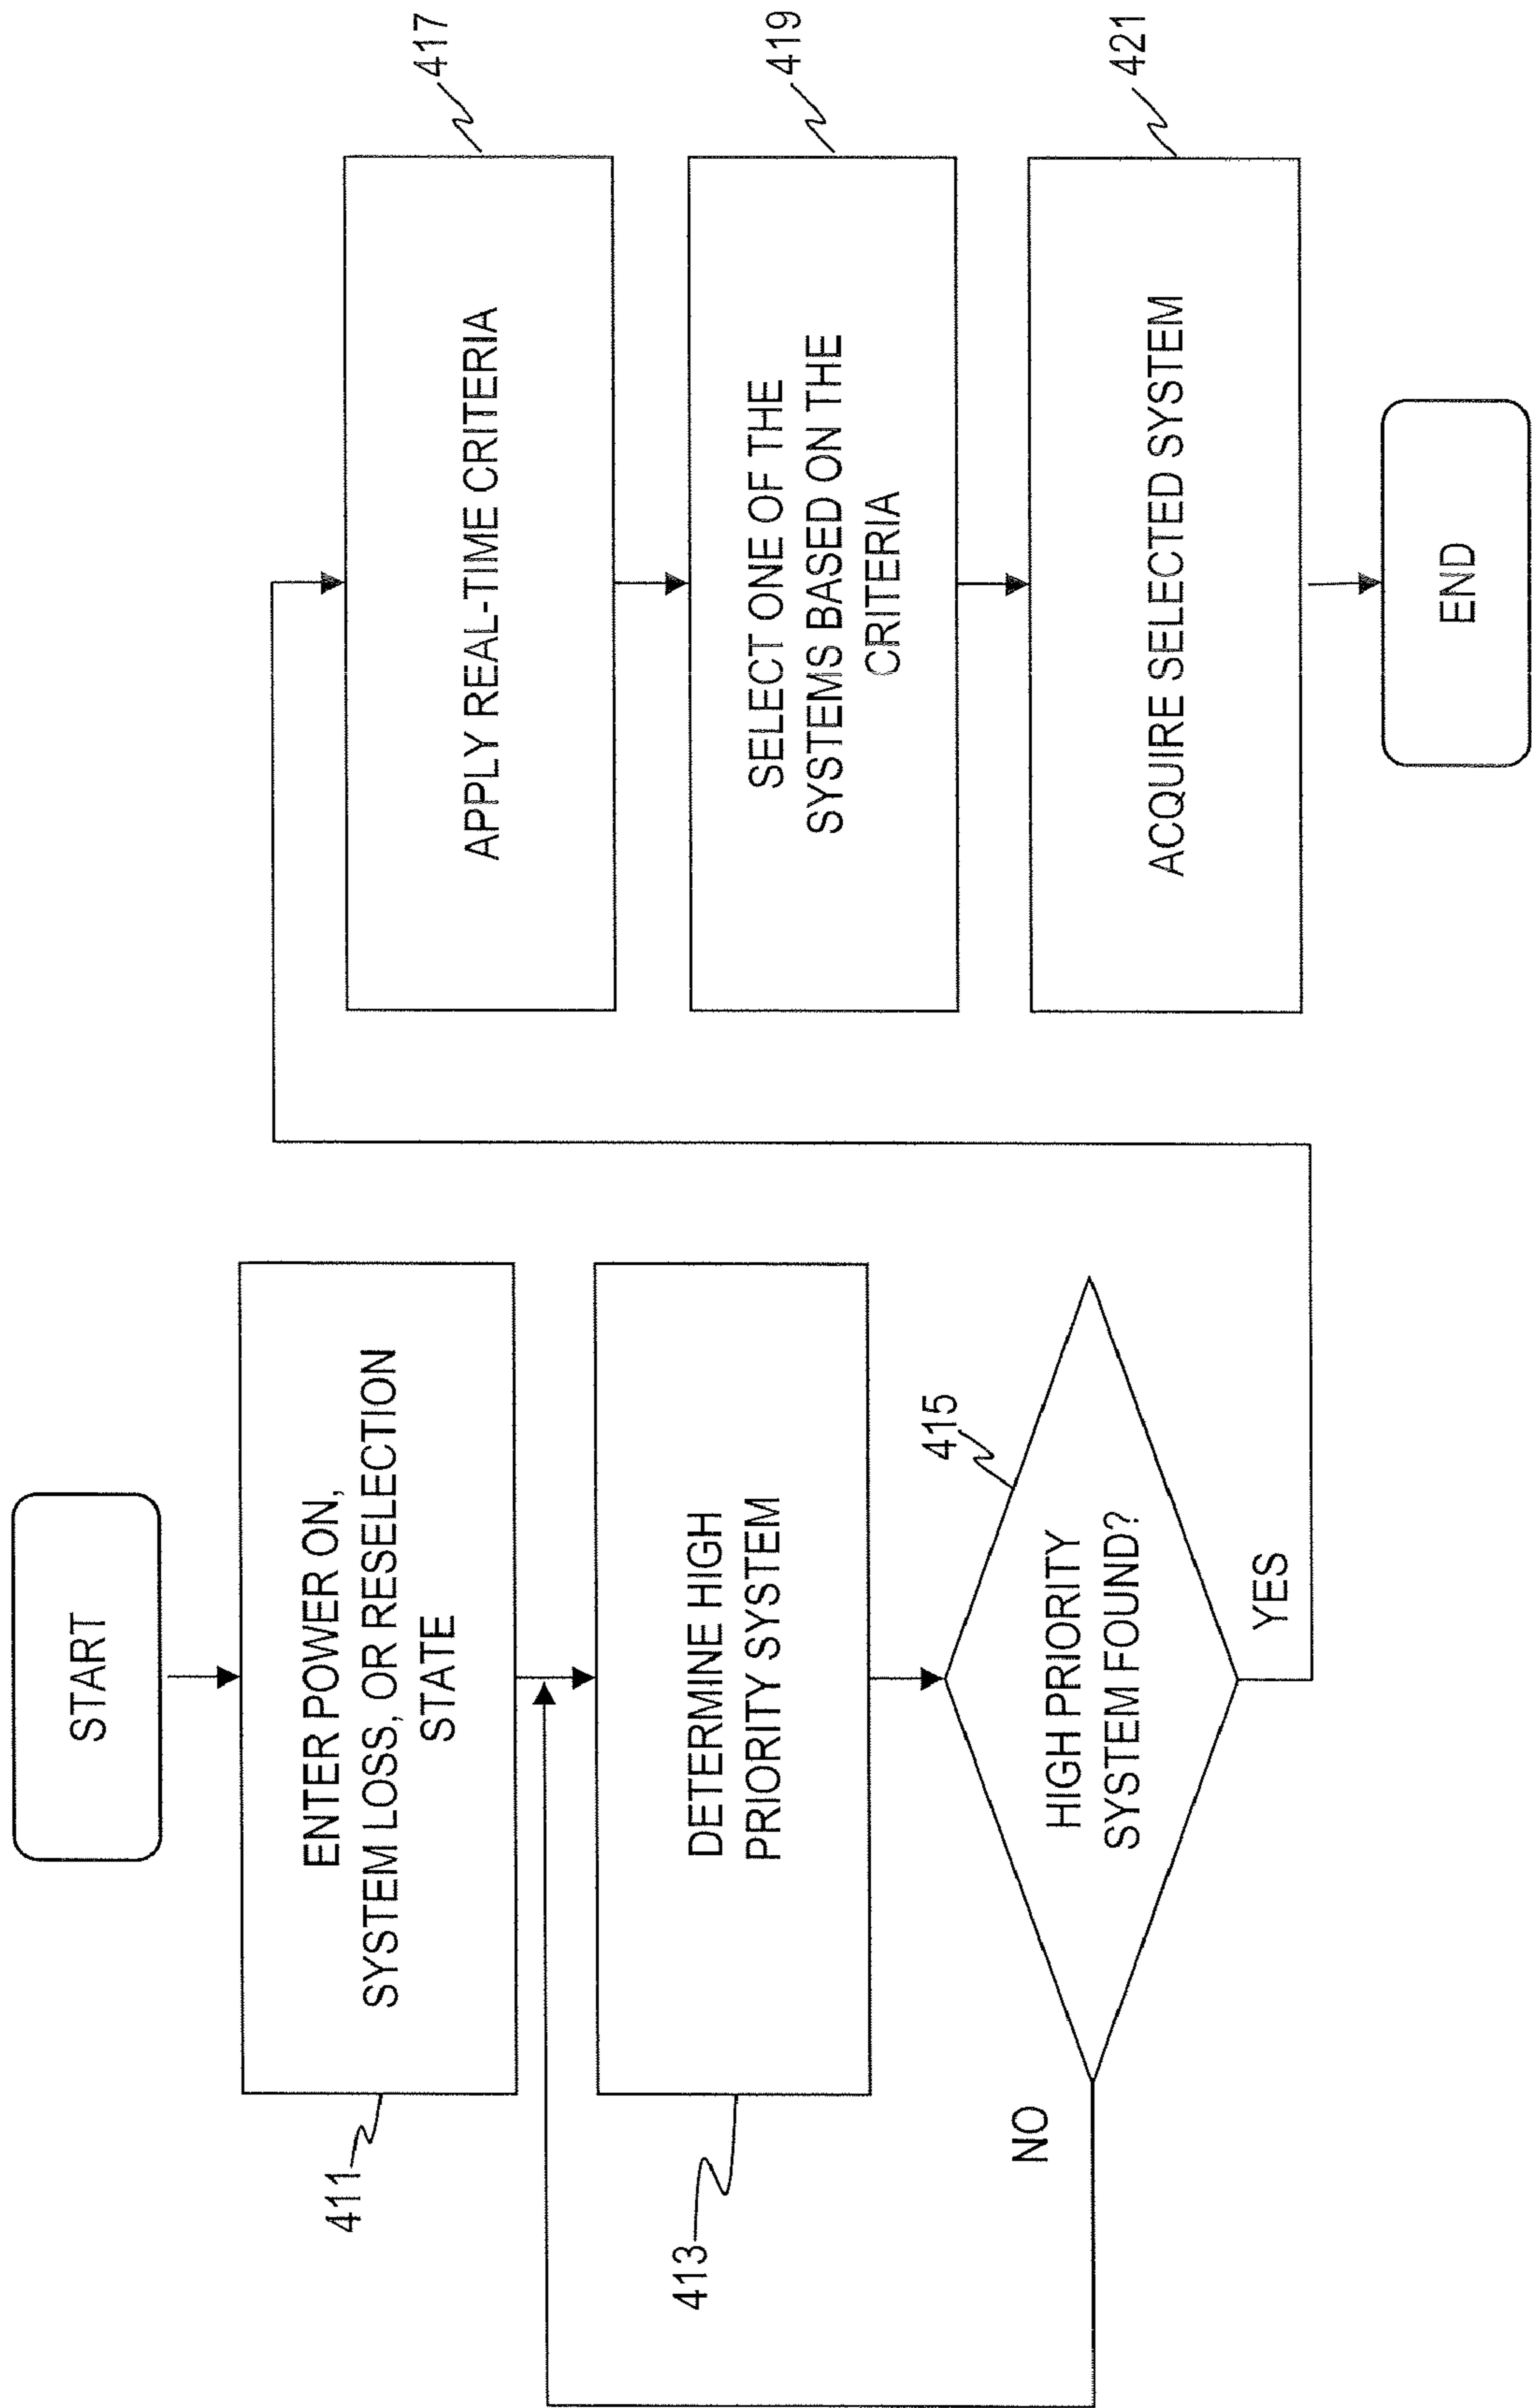 START
ENTER POWER ON,
SYSTEM LOSS, OR RESELECTION
STATE
411
DETERMINE HIGH
PRIORITY SYSTEM
413
HIGH PRIORITY
SYSTEM FOUND?
415
NO
YES
APPLY REAL-TIME CRITERIA
417
SELECT ONE OF THE
SYSTEMS BASED ON THE
CRITERIA
419
ACQUIRE SELECTED SYSTEM
421
END